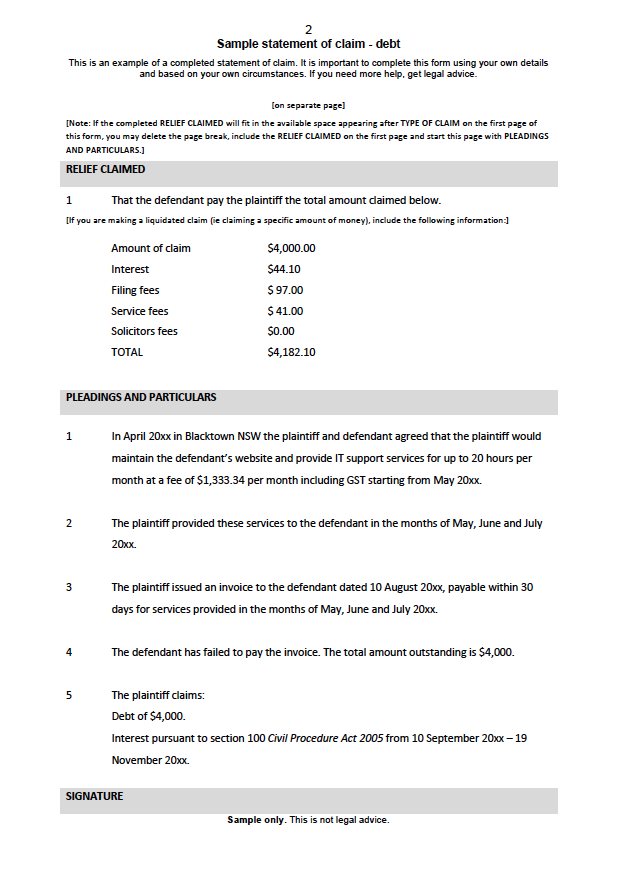 2
Sample statement of claim - debt
This is an example of a completed statement of claim. It is important to complete this form using your own details
and based on your own circumstances. If you need more help, get legal advice.
[on separate page]
[Note: If the completed RELIEF CLAIMED will fit in the available space appearing after TYPE OF CLAIM on the first page of
this form, you may delete the page break, include the RELIEF CLAIMED on the first page and start this page with PLEADINGS
AND PARTICULARS.]
RELIEF CLAIMED
1 That the defendant pay the plaintiff the total amount claimed below.
[If you are making a liquidated claim (ie claiming a specific amount of money), include the following information:]
Amount of claim $4,000.00
Interest $44.10
Filing fees $ 97.00
Service fees $ 41.00
Solicitors fees $0.00
TOTAL $4,182.10
PLEADINGS AND PARTICULARS
1 In April 20xx in Blacktown NSW the plaintiff and defendant agreed that the plaintiff would
maintain the defendant's website and provide IT support services for up to 20 hours per
month at a fee of $1,333.34 per month including GST starting from May 20xx.
2 The plaintiff provided these services to the defendant in the months of May, June and July
20xx.
3 The plaintiff issued an invoice to the defendant dated 10 August 20xx, payable within 30
days for services provided in the months of May, June and July 20xx.
4 The defendant has failed to pay the invoice. The total amount outstanding is $4,000.
5 The plaintiff claims:
Debt of $4,000.
Interest pursuant to section 100 Civil Procedure Act 2005 from 10 September 20xx – 19
November 20xx.
SIGNATURE
Sample only. This is not legal advice.